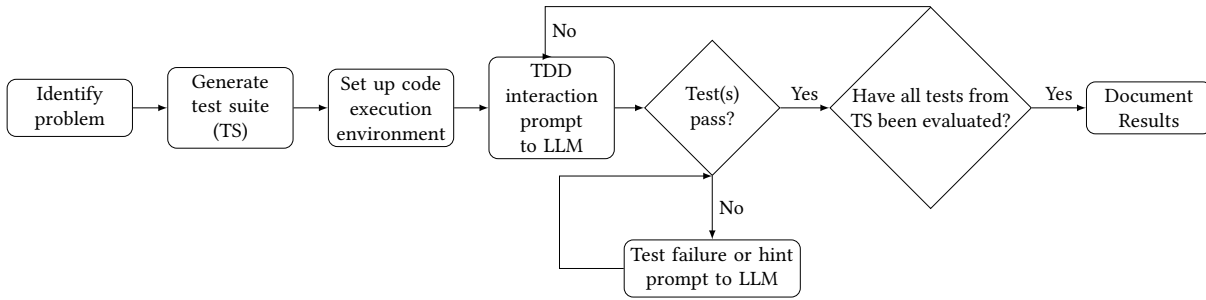 Identify
problem
Generate
test suite
(TS)
Set up code
execution
environment
TDD
interaction
prompt
to LLM
Test(s)
pass?
Yes
No
Test failure or hint
prompt to LLM
Have all tests from
TS been evaluated?
No
Yes
Document
Results